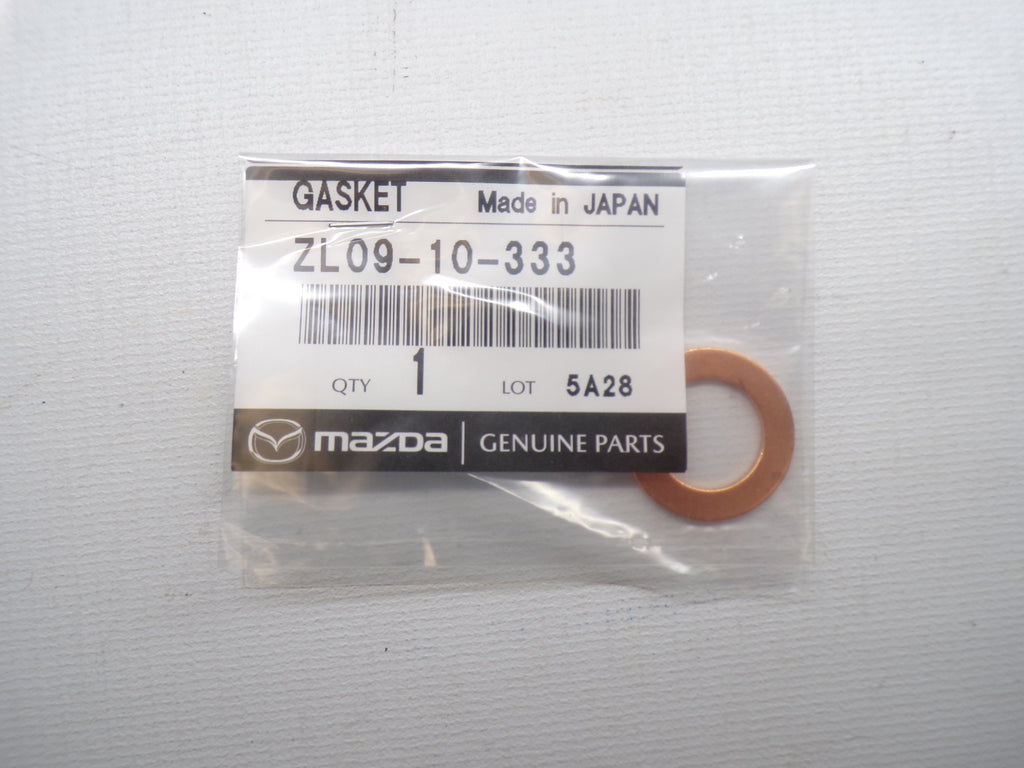 GASKET Made in JAPAN
ZL09-10-333
QTY 1 LOT 5A28
mazda GENUINE PARTS